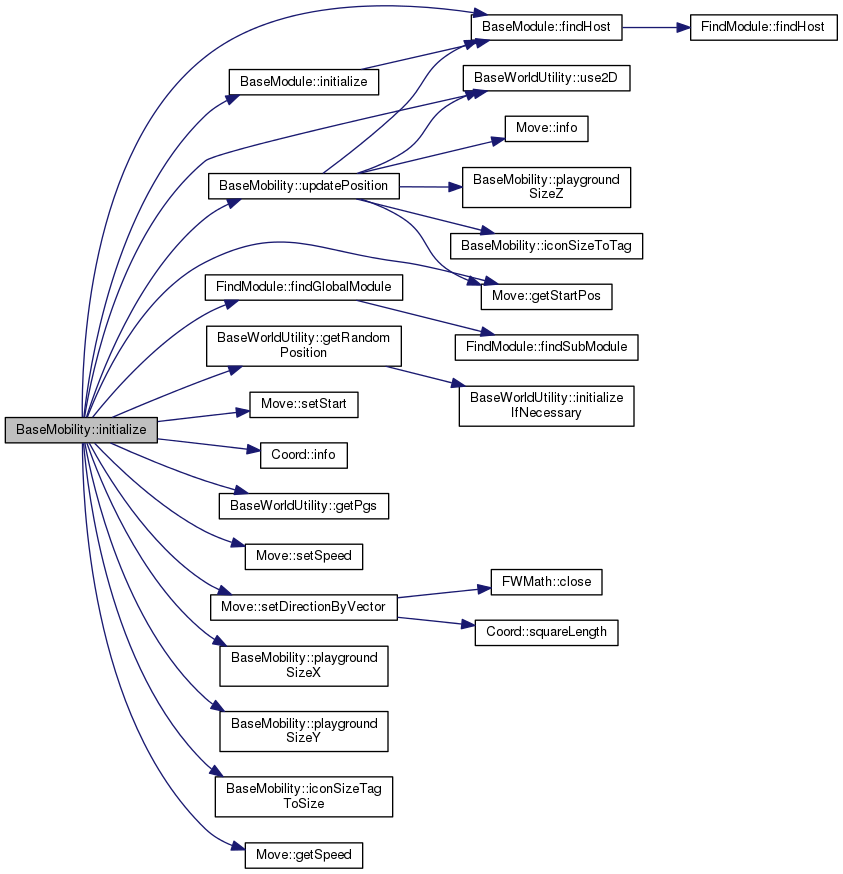 BaseModule::findHost
FindModule::findHost
BaseModule::initialize
BaseWorldUtility::use2D
Move::info
BaseMobility::updatePosition
BaseMobility::playground
SizeZ
BaseMobility::iconSizeToTag
FindModule::findGlobalModule
Move::getStartPos
BaseWorldUtility::getRandom
Position
FindModule::findSubModule
BaseWorldUtility::initialize
IfNecessary
Move::setStart
BaseMobility::initialize
Coord::info
BaseWorldUtility::getPgs
Move::setSpeed
FWMath::close
Move::setDirectionByVector
Coord::squareLength
BaseMobility::playground
SizeX
BaseMobility::playground
SizeY
BaseMobility::iconSizeTag
ToSize
Move::getSpeed